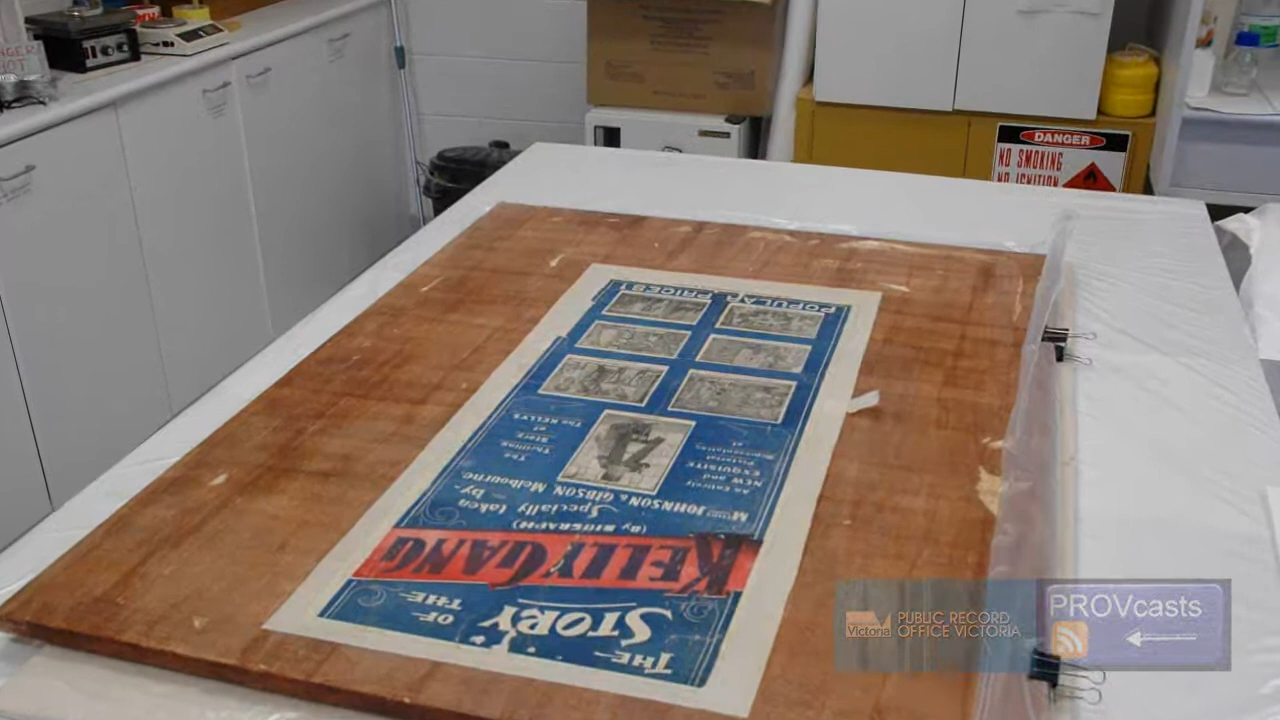 DANGER
NO SMOKING
NO IGNITION
THE
STORY
OF
THE
KELLY GANG
(By BIOGRAPH)
Specially taken
by
JOHNSON & GIBSON Melbourne.
An Entirely
NEW and
EXQUISITE
Pictorial
Representation
of
The
Thrilling
Story
of
The KELLYS
POPULAR PRICES
Victoria
PUBLIC RECORD
OFFICE VICTORIA
PROVcasts